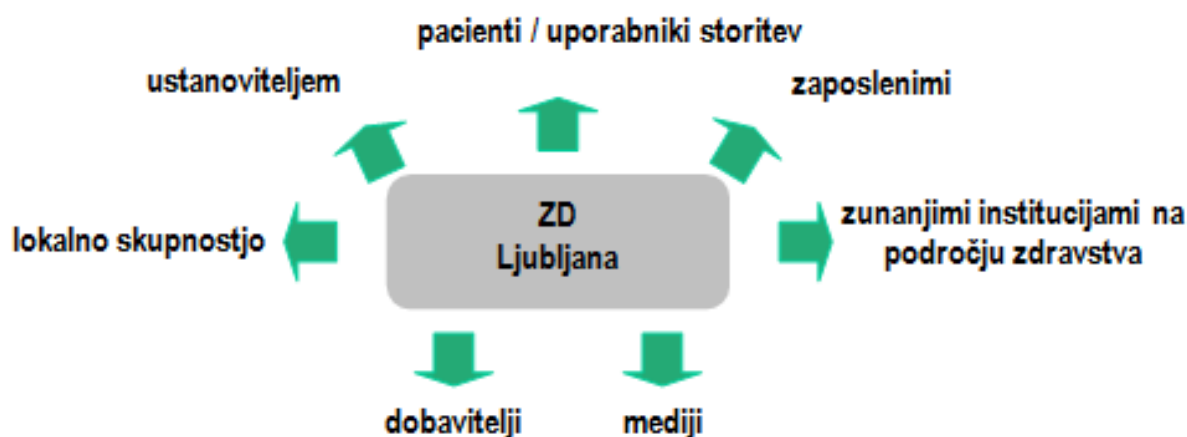 pacienti / uporabniki storitev
ustanoviteljem
zaposlenimi
ZD
Ljubljana
lokalno skupnostjo
zunanjimi institucijami na
področju zdravstva
dobavitelji
mediji